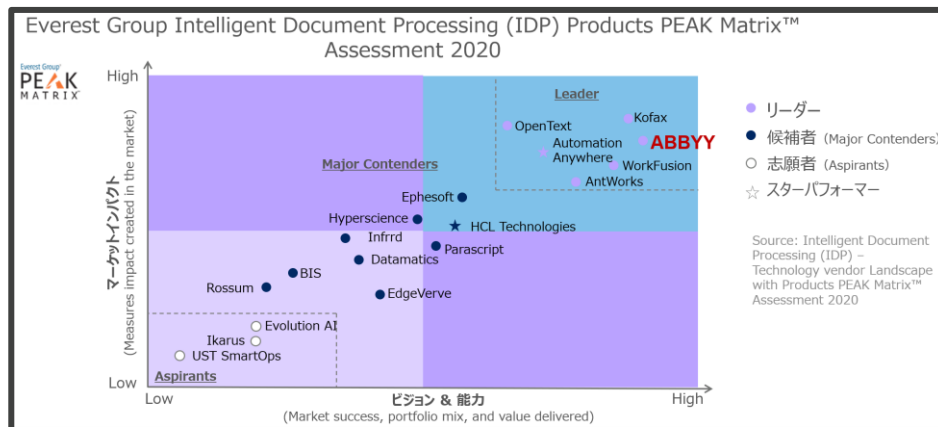 Everest Group Intelligent Document Processing (IDP) Products PEAK Matrix™
Assessment 2020
Everest Group®
PEAK
MATRIX
High
Leader
Kofax
OpenText
ABBYY
Automation
Anywhere
WorkFusion
AntWorks
Major Contenders
Ephesoft
Hyperscience
HCL Technologies
Infrrd
Parascript
Datamatics
BIS
Rossum
EdgeVerve
Evolution AI
Ikarus
UST SmartOps
Aspirants
Low
マーケットインパクト
(Measures impact created in the market)
Low
ビジョン & 能力
High
(Market success, portfolio mix, and value delivered)
リーダー
候補者 (Major Contenders)
志願者 (Aspirants)
スターパフォーマー
Source: Intelligent Document
Processing (IDP) –
Technology vendor Landscape
with Products PEAK Matrix™
Assessment 2020